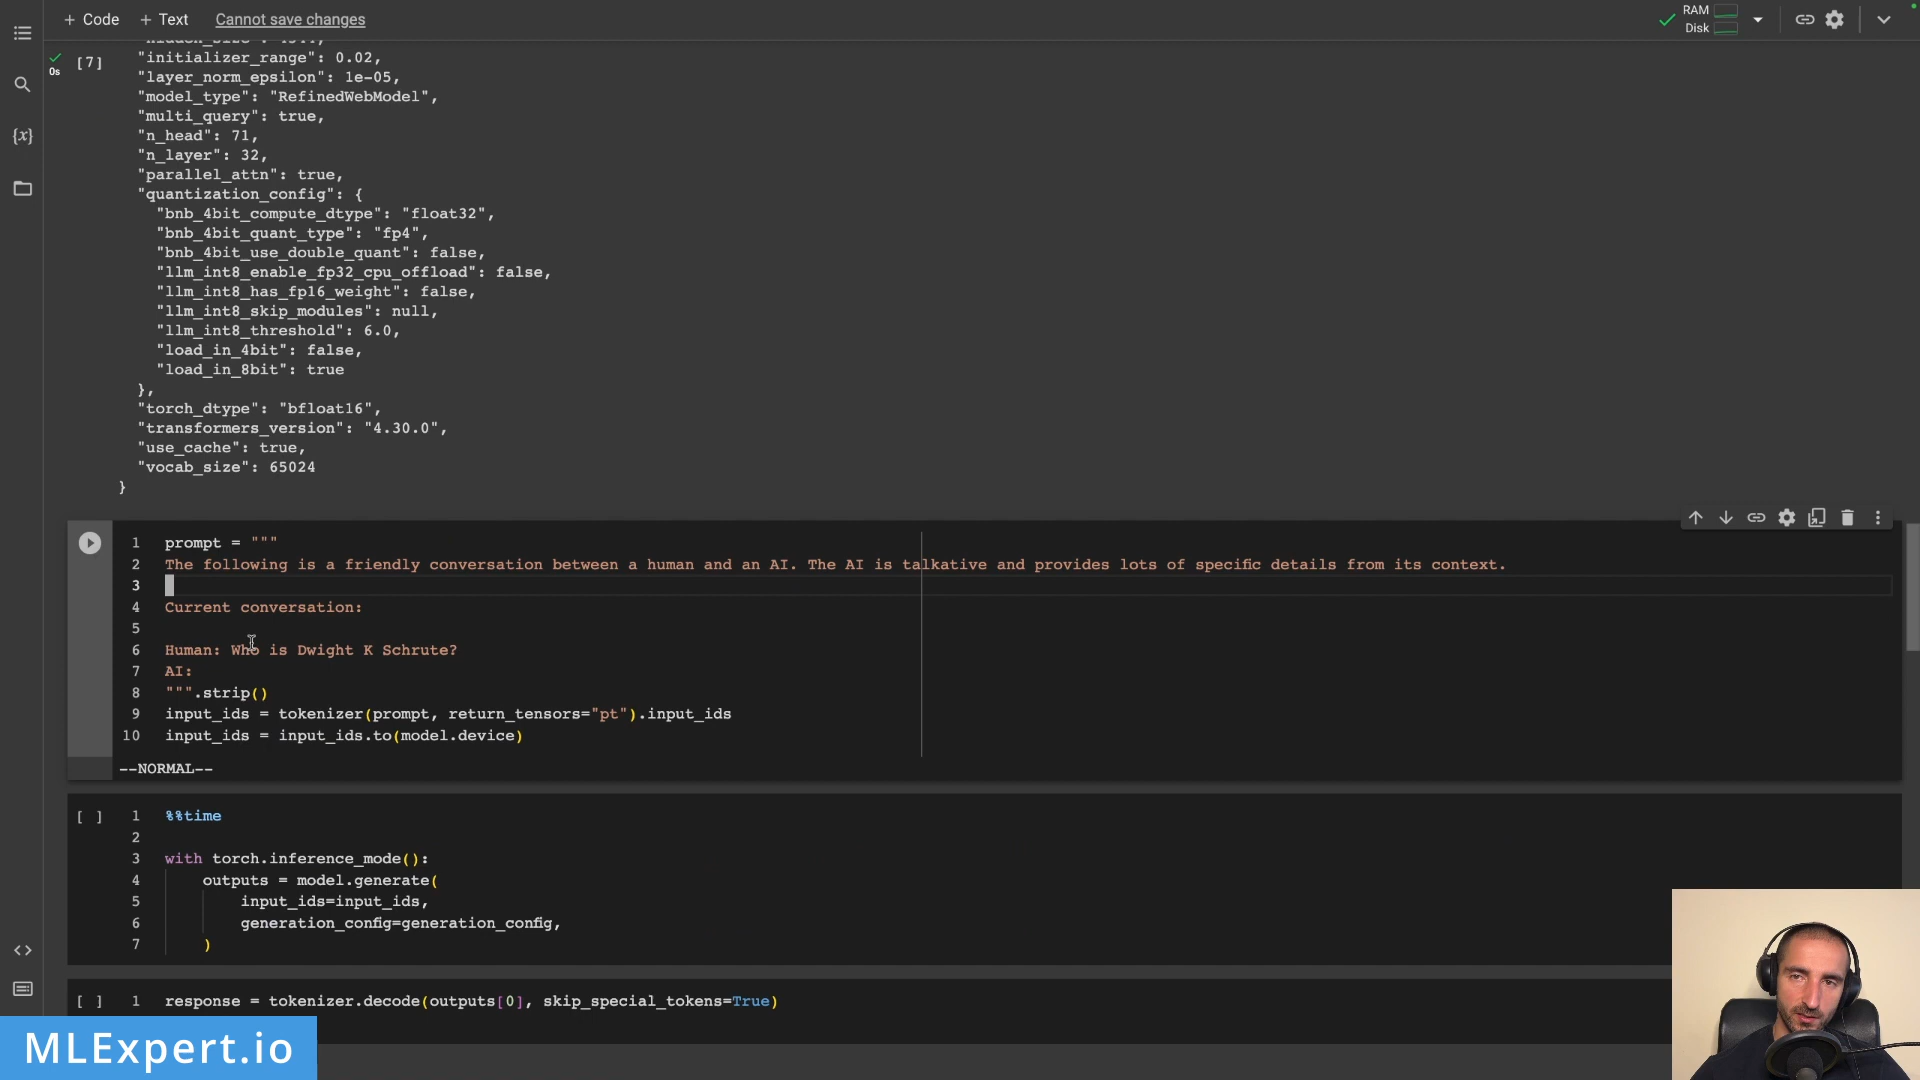 + Code + Text Cannot save changes
RAM
Disk
0s
[7]
"initializer_range": 0.02,
"layer_norm_epsilon": 1e-05,
"model_type": "RefinedWebModel",
"multi_query": true,
"n_head": 71,
"n_layer": 32,
"parallel_attn": true,
"quantization_config": {
"bnb_4bit_compute_dtype": "float32",
"bnb_4bit_quant_type": "fp4",
"bnb_4bit_use_double_quant": false,
"llm_int8_enable_fp32_cpu_offload": false,
"llm_int8_has_fp16_weight": false,
"llm_int8_skip_modules": null,
"llm_int8_threshold": 6.0,
"load_in_4bit": false,
"load_in_8bit": true
},
"torch_dtype": "bfloat16",
"transformers_version": "4.30.0",
"use_cache": true,
"vocab_size": 65024
}
1 prompt = """
2 The following is a friendly conversation between a human and an AI. The AI is talkative and provides lots of specific details from its context.
3
4 Current conversation:
5
6 Human: Who is Dwight K Schrute?
7 AI:
8 """.strip()
9 input_ids = tokenizer(prompt, return_tensors="pt").input_ids
10 input_ids = input_ids.to(model.device)
--NORMAL--
[ ] 1 %%time
2
3 with torch.inference_mode():
4 outputs = model.generate(
5 input_ids=input_ids,
6 generation_config=generation_config,
7 )
[ ] 1 response = tokenizer.decode(outputs[0], skip_special_tokens=True)
MLExpert.io